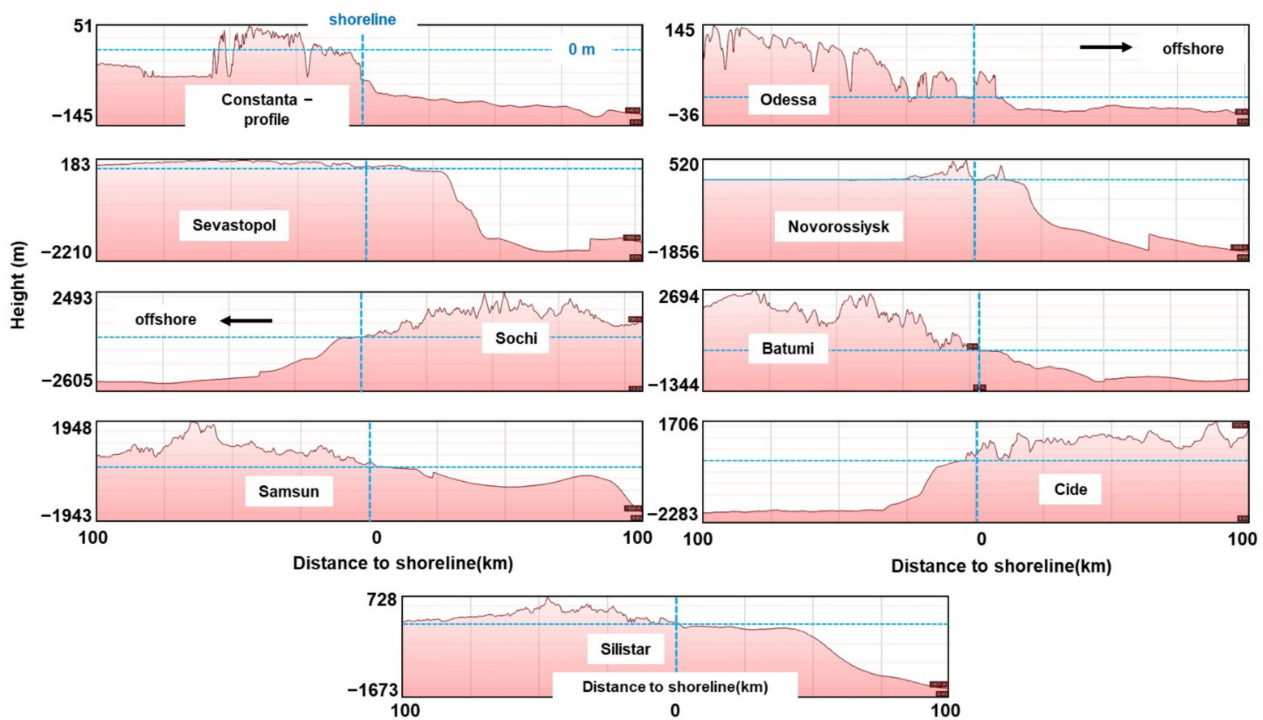 shoreline
51
0 m
Constanta –
profile
−145
145
offshore
Odessa
−36
183
Sevastopol
−2210
520
Novorossiysk
−1856
Height (m)
2493
offshore
Sochi
−2605
2694
Batumi
−1344
1948
Samsun
−1943
1706
Cide
−2283
100
0
100
Distance to shoreline(km)
100
0
100
Distance to shoreline(km)
728
Silistar
−1673
Distance to shoreline(km)
100
0
100